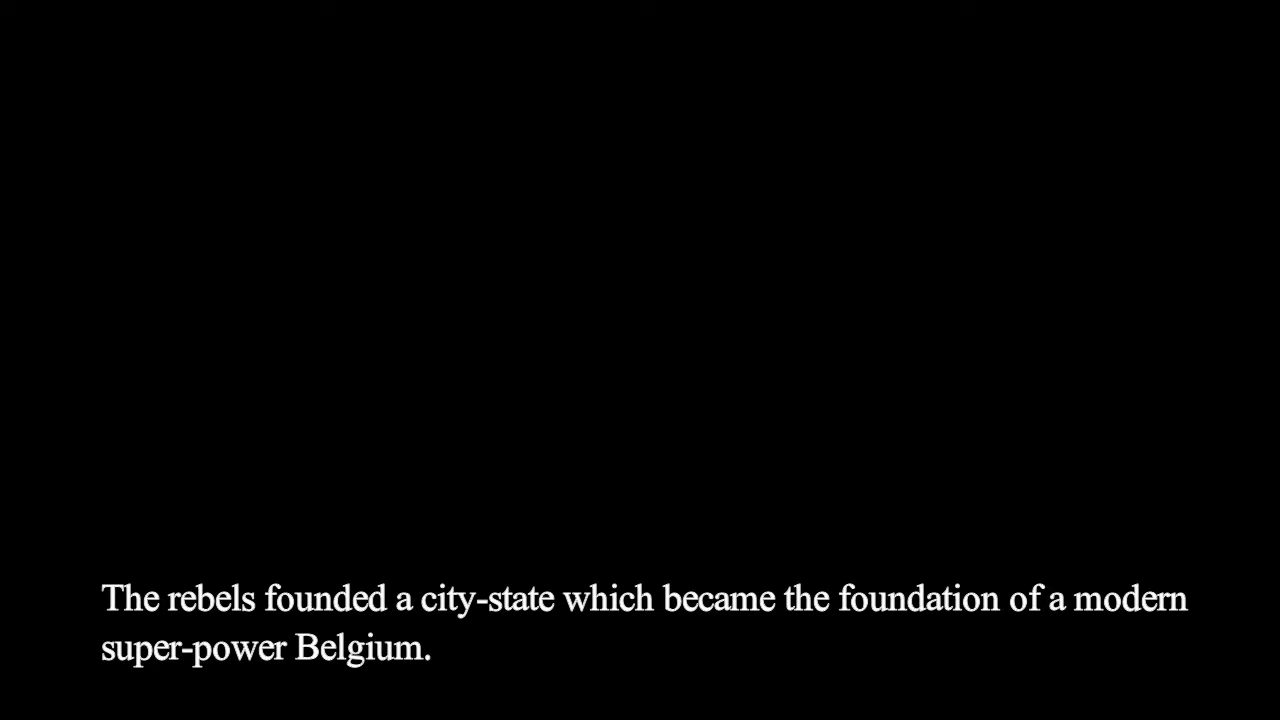 The rebels founded a city-state which became the foundation of a modern
super-power Belgium.